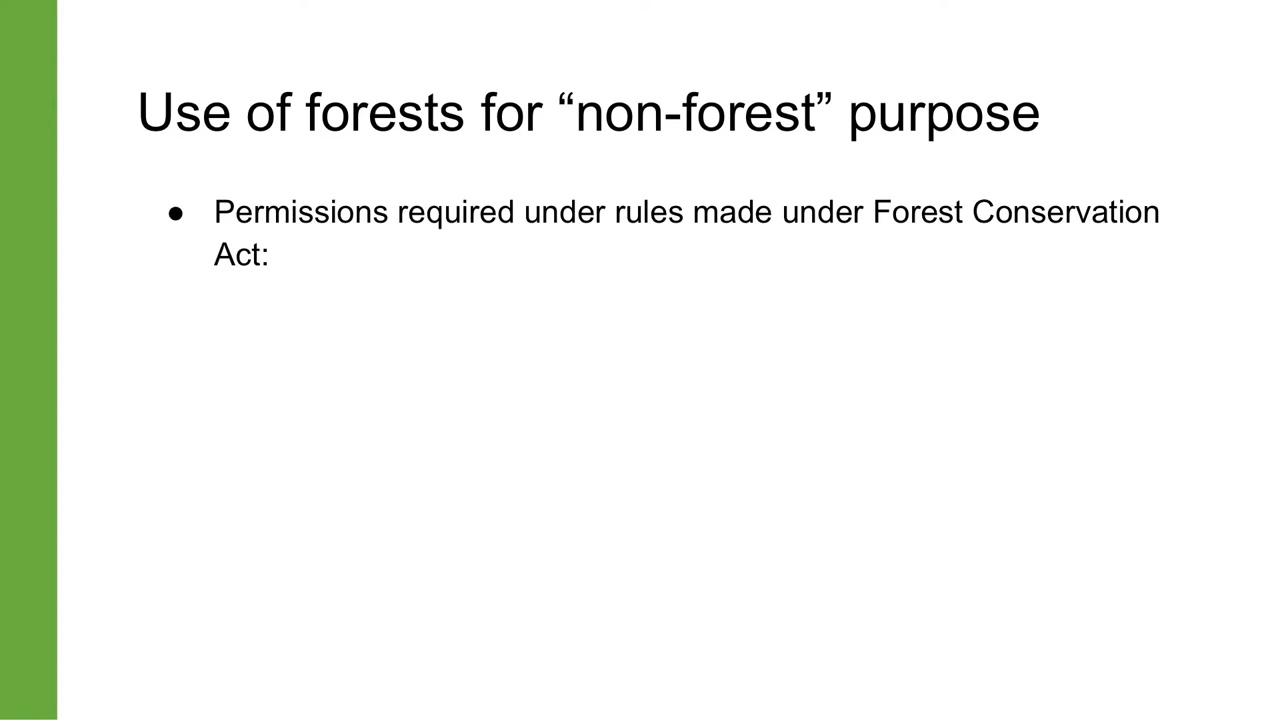 Use of forests for “non-forest” purpose
● Permissions required under rules made under Forest Conservation
Act: